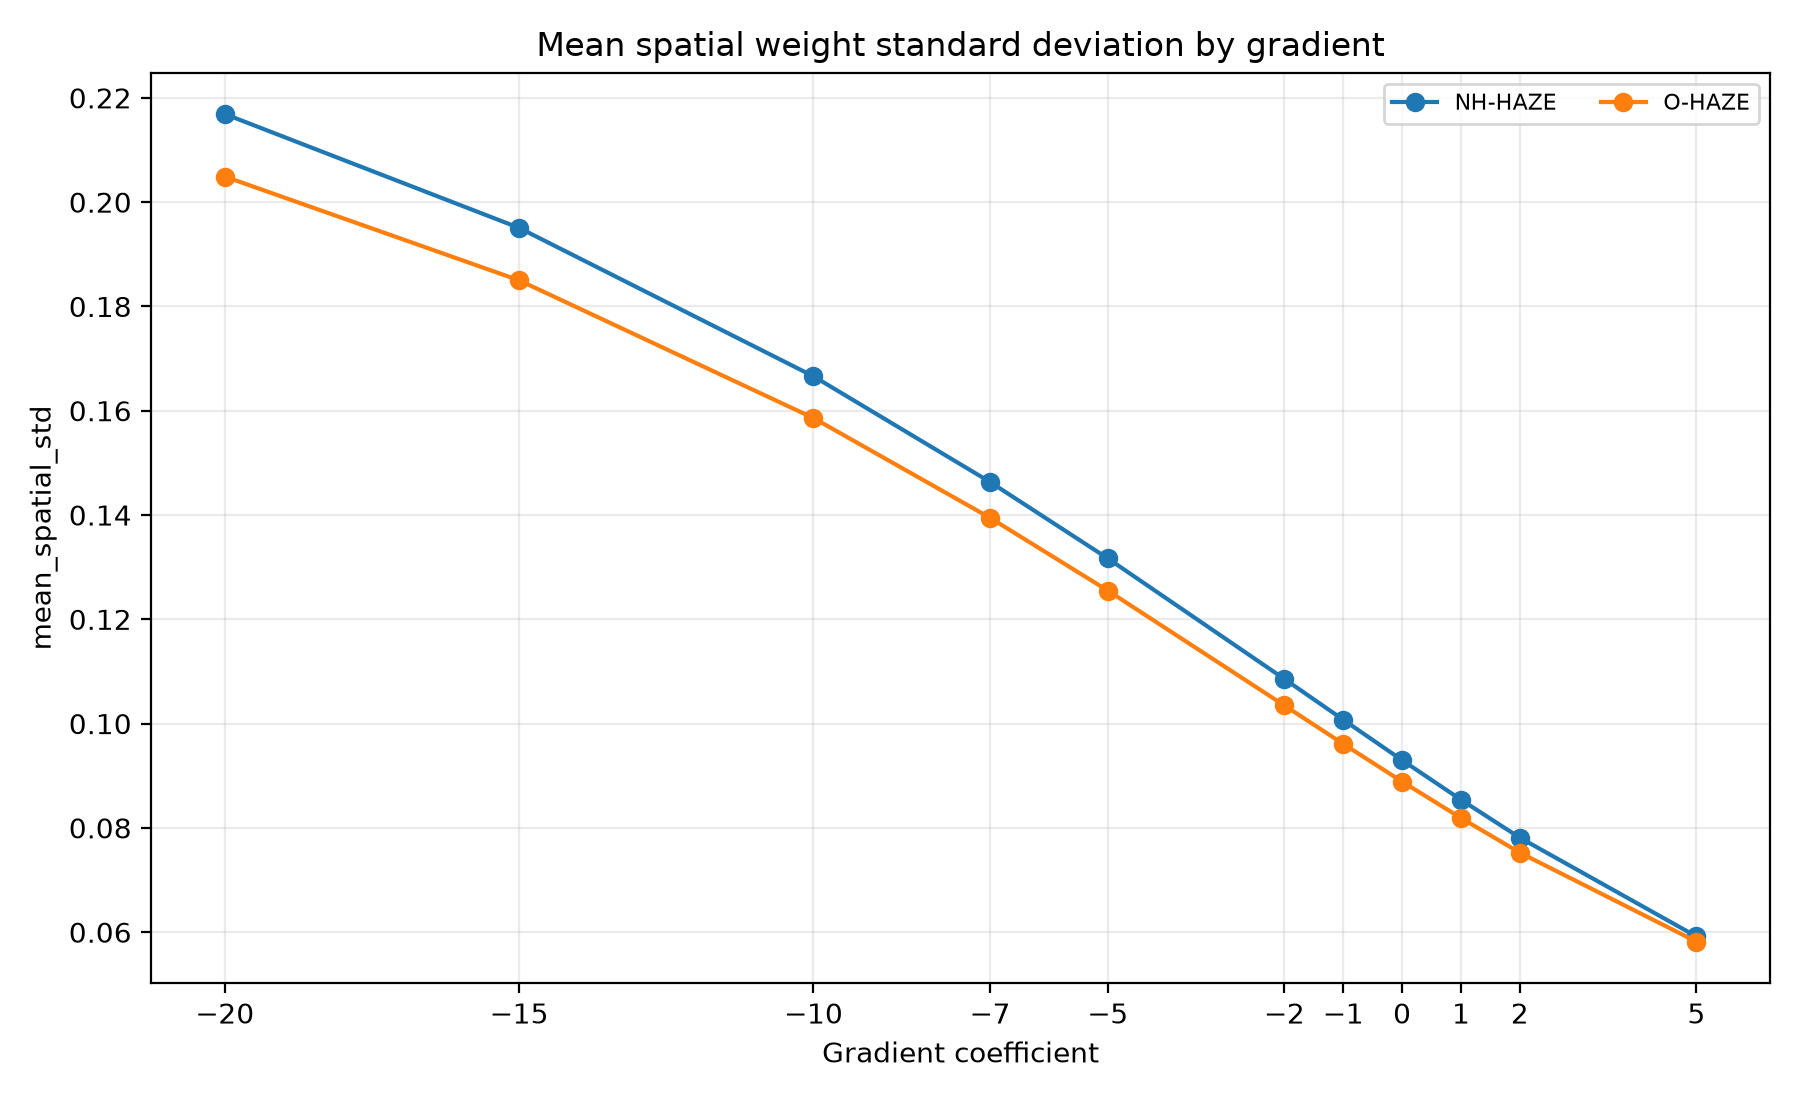 Mean spatial weight standard deviation by gradient
NH-HAZE
O-HAZE
mean_spatial_std
0.22
0.20
0.18
0.16
0.14
0.12
0.10
0.08
0.06
−20 −15 −10 −7 −5 −2 −1 0 1 2 5
Gradient coefficient